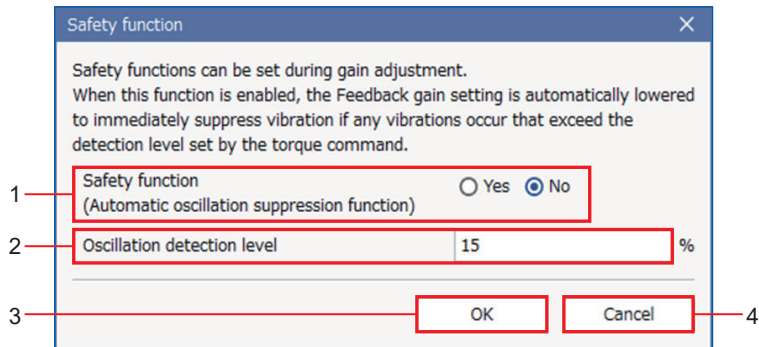 Safety function
Safety functions can be set during gain adjustment.
When this function is enabled, the Feedback gain setting is automatically lowered
to immediately suppress vibration if any vibrations occur that exceed the
detection level set by the torque command.
1 Safety function Yes No
(Automatic oscillation suppression function)
2 Oscillation detection level 15 %
3 OK Cancel 4